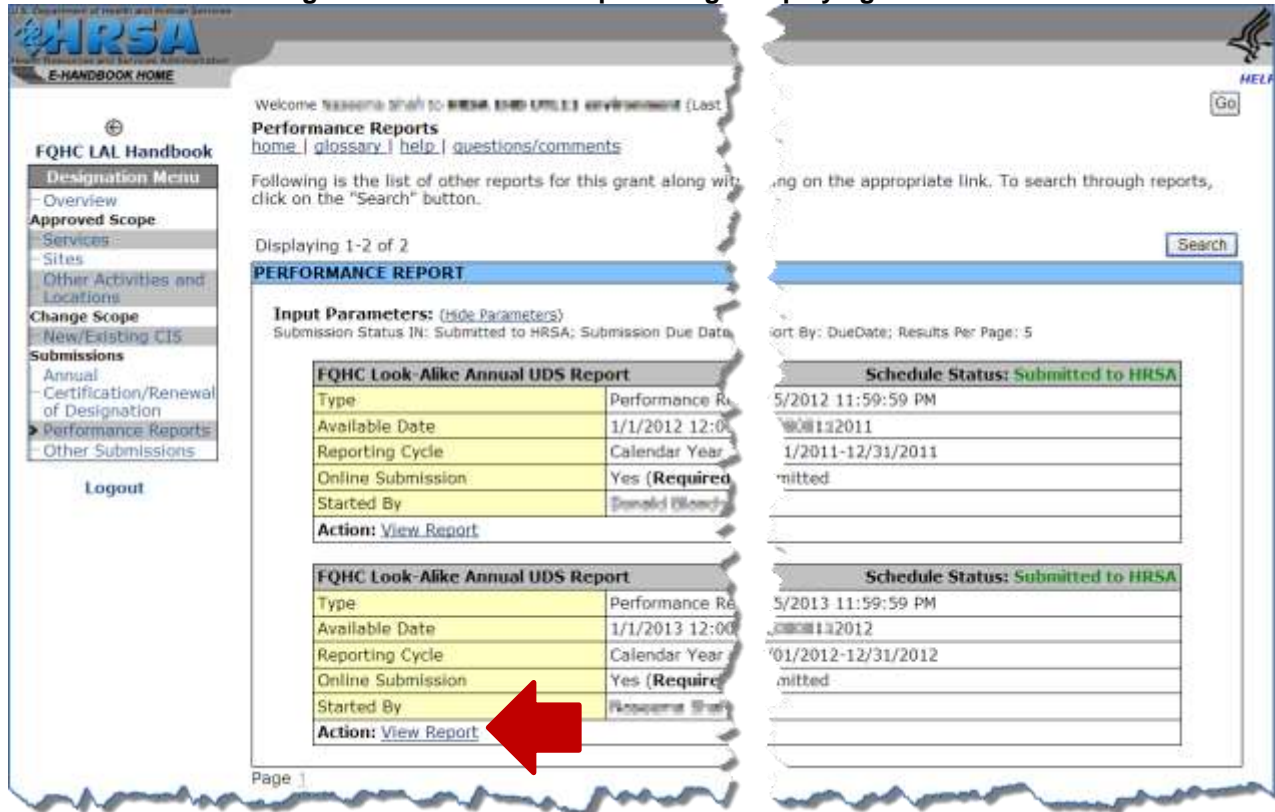 U.S. Department of Health and Human Services
HRSA
Health Resources and Services Administration
E-HANDBOOK HOME
HELP
Welcome to environment (Last
Go
Performance Reports
home | glossary | help | questions/comments
Following is the list of other reports for this grant along on the appropriate link. To search through reports,
click on the "Search" button.
Displaying 1-2 of 2
Search
FQHC LAL Handbook
Designation Menu
Overview
Approved Scope
Services
Sites
Other Activities and
Locations
Change Scope
New/Existing CIS
Submissions
Annual
Certification/Renewal
of Designation
Performance Reports
Other Submissions
Logout
PERFORMANCE REPORT
Input Parameters: (Hide Parameters)
Submission Status IN: Submitted to HRSA; Submission Due Date By: DueDate; Results Per Page: 5
FQHC Look-Alike Annual UDS Report Schedule Status: Submitted to HRSA
Type Performance 5/2012 11:59:59 PM
Available Date 1/1/2012
Reporting Cycle Calendar Year 1/2011-12/31/2011
Online Submission Yes (Required
Started By
Action: View Report
FQHC Look-Alike Annual UDS Report Schedule Status: Submitted to HRSA
Type Performance 5/2013 11:59:59 PM
Available Date 1/1/2013 12:00
Reporting Cycle Calendar Year 01/2012-12/31/2012
Online Submission Yes
Started By
Action: View Report
Page 1